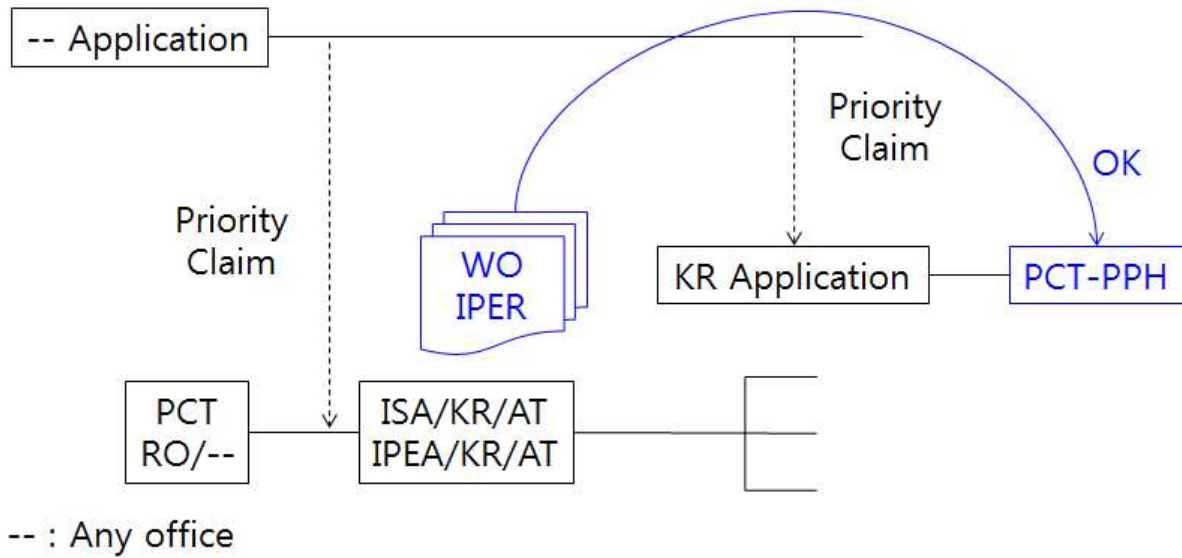 -- Application
Priority
Claim
OK
Priority
Claim
WO
IPER
KR Application
PCT-PPH
PCT
RO/--
ISA/KR/AT
IPEA/KR/AT
-- : Any office